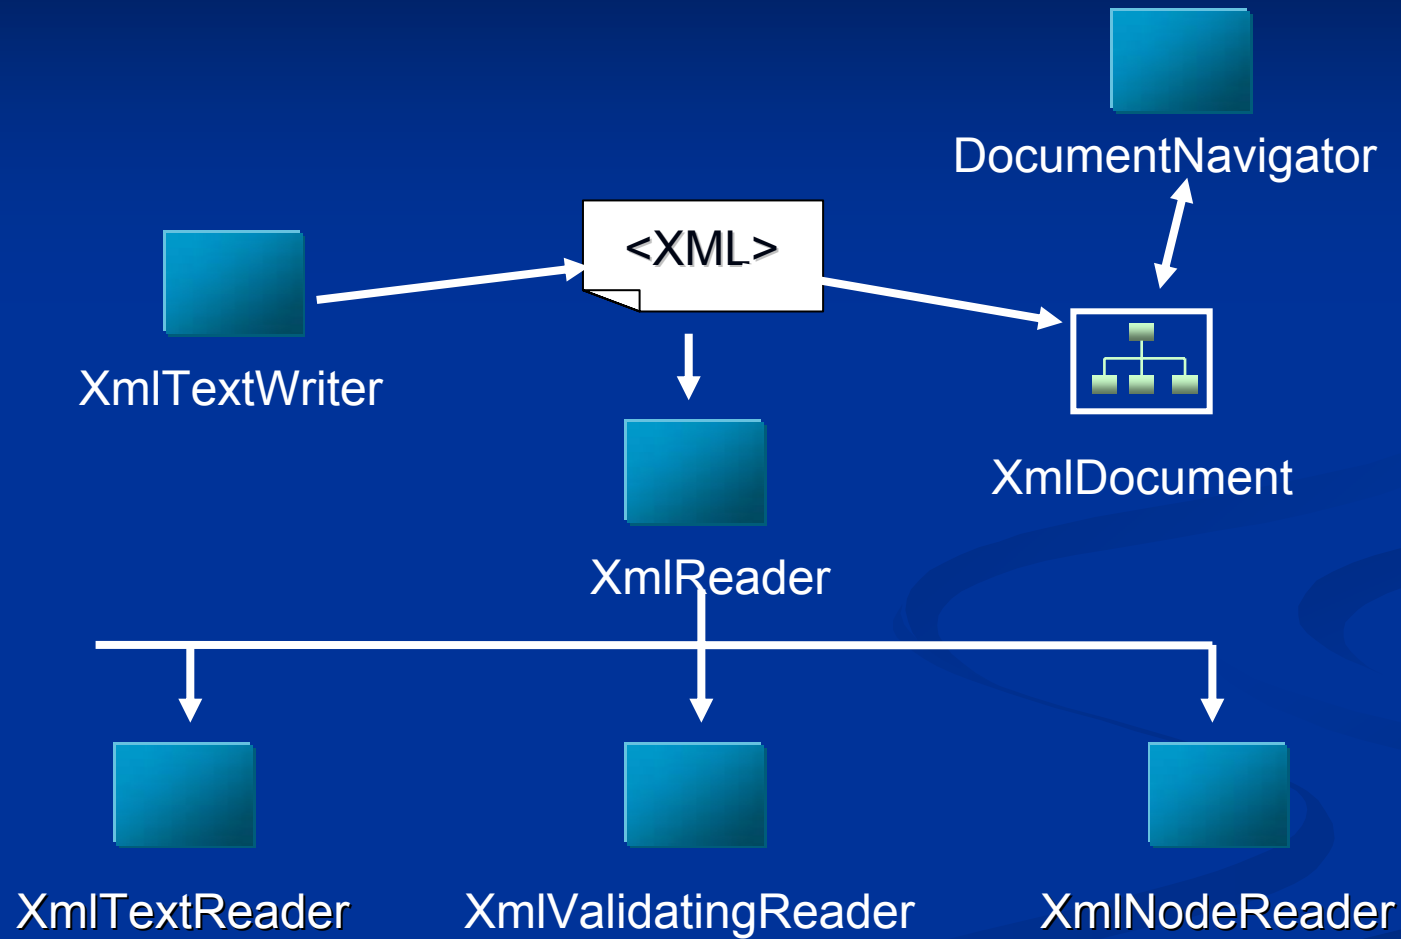 DocumentNavigator
<XML>
XmlTextWriter
XmlDocument
XmlReader
XmlTextReader
XmlValidatingReader
XmlNodeReader